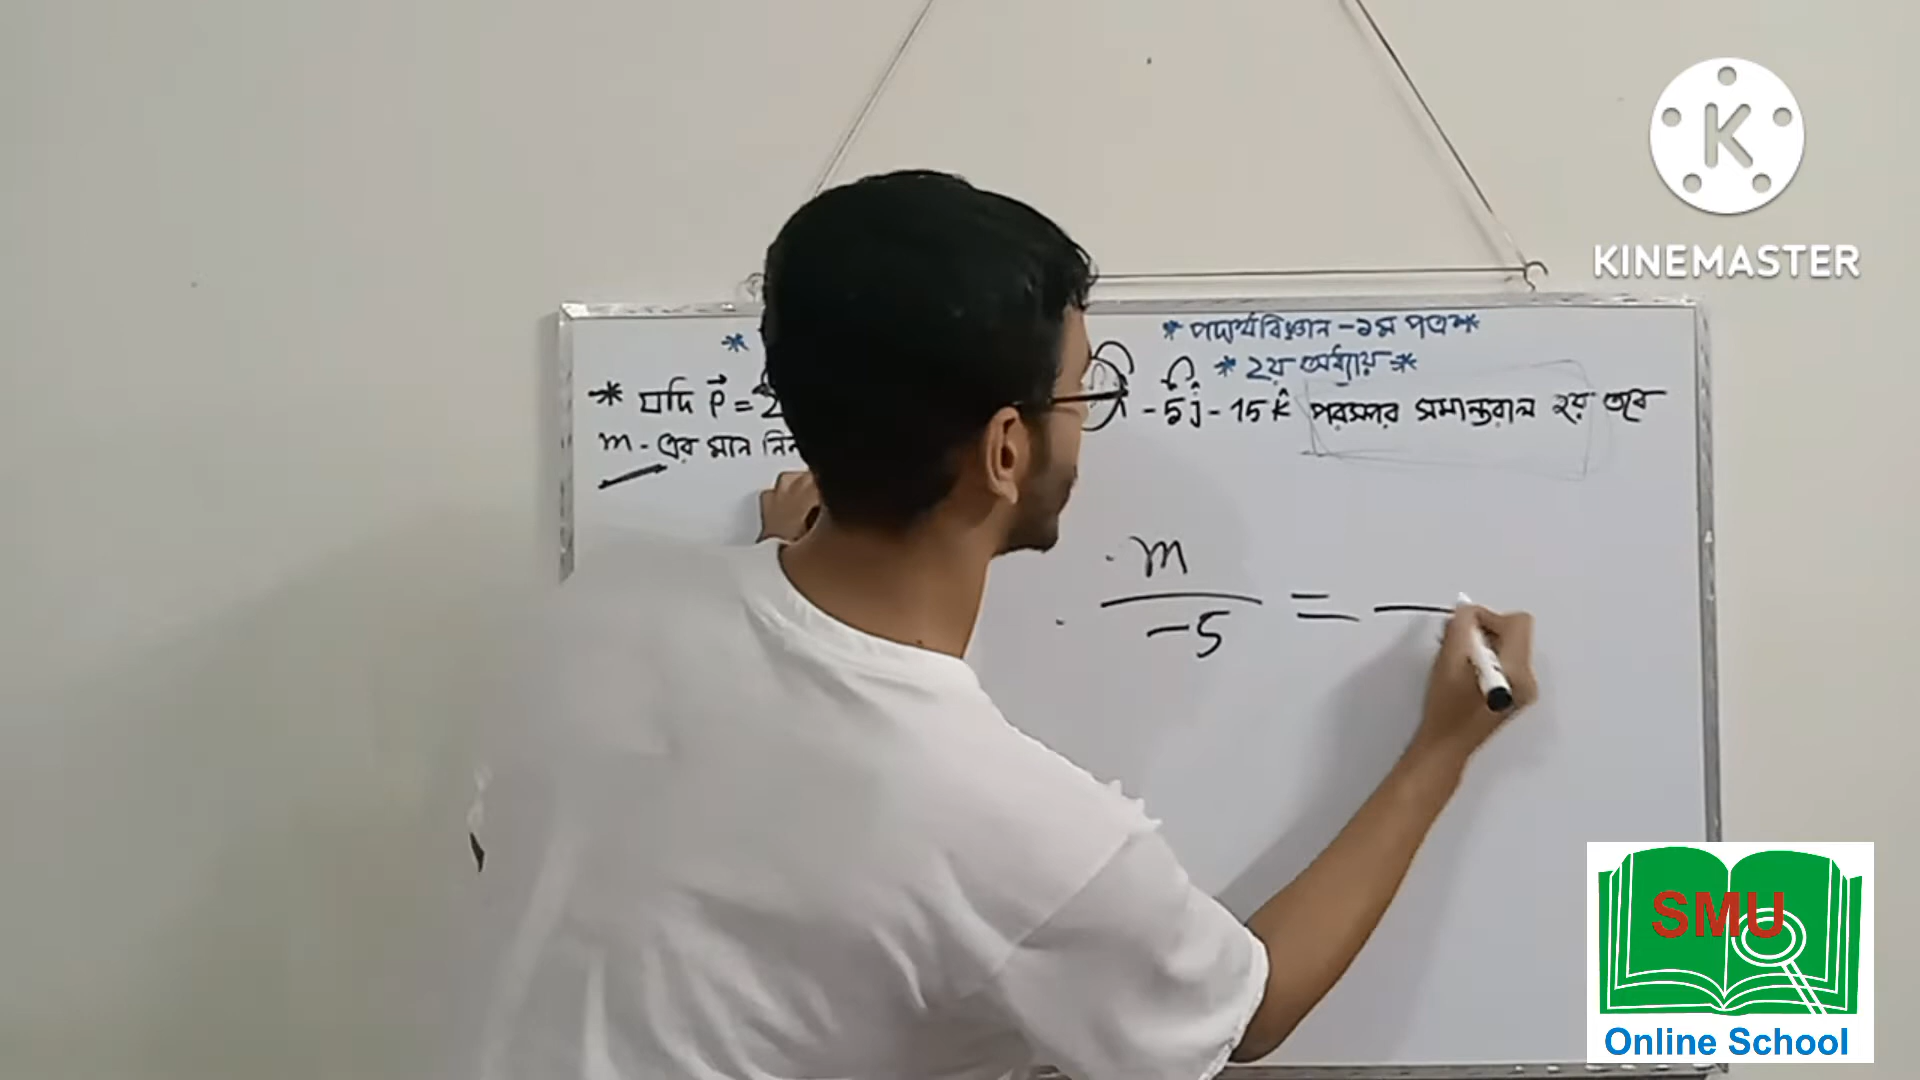 KINEMASTER
* পদার্থবিজ্ঞান -১ম পত্র *
* ২য় অধ্যায় *
* যদি P⃗ = 2 - 5ĵ - 15k̂ পরস্পর সমান্তরাল হয় তবে
m - এর মান
m / -5 =
SMU
Online School